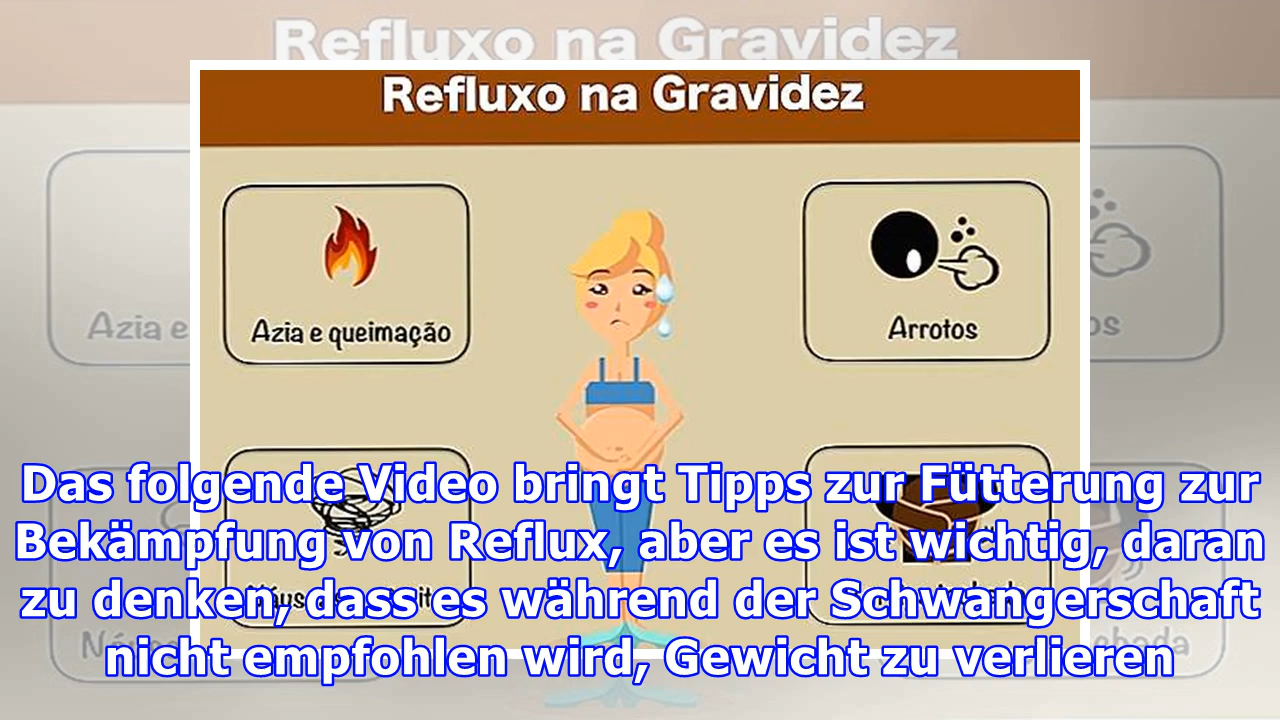 Refluxo na Gravidez
Refluxo na Gravidez
Azia e queimação
Arrotos
Azia e
Das folgende Video bringt Tipps zur Fütterung zur
Bekämpfung von Reflux, aber es ist wichtig, daran
zu denken, dass es während der Schwangerschaft
nicht empfohlen wird, Gewicht zu verlieren